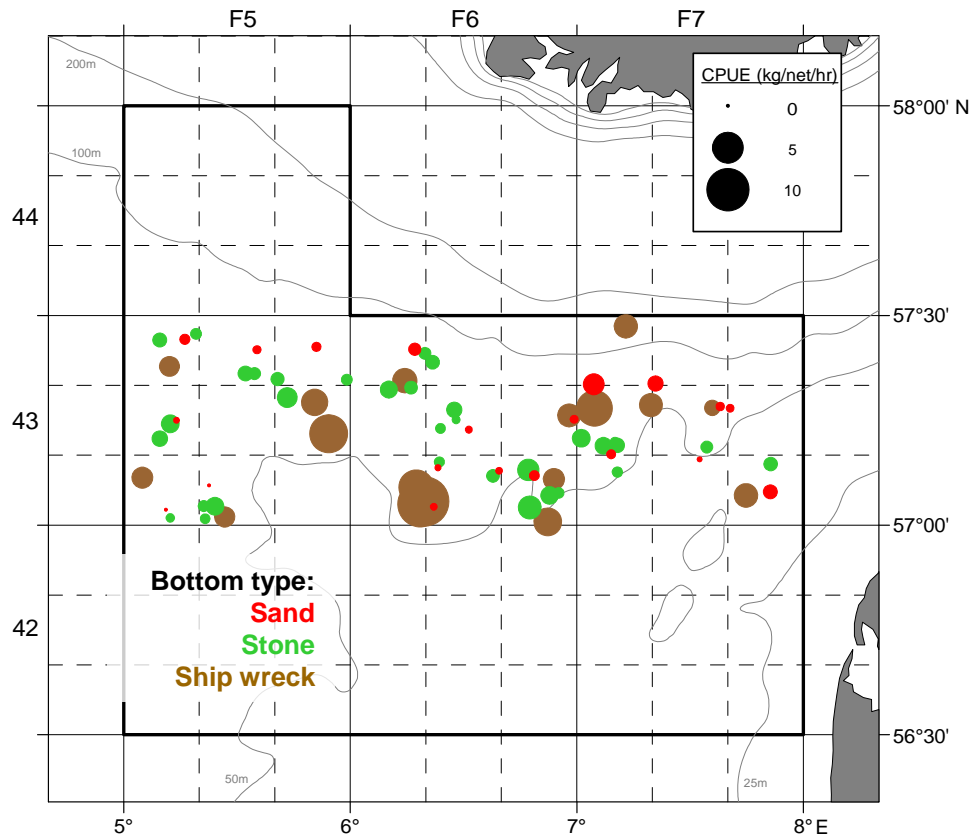 F5
F6
F7
200m
CPUE (kg/net/hr)
0
58°00' N
5
100m
10
44
57°30'
43
57°00'
Bottom type:
Sand
42
Stone
Ship wreck
56°30'
50m
25m
5°
6°
7°
8° E